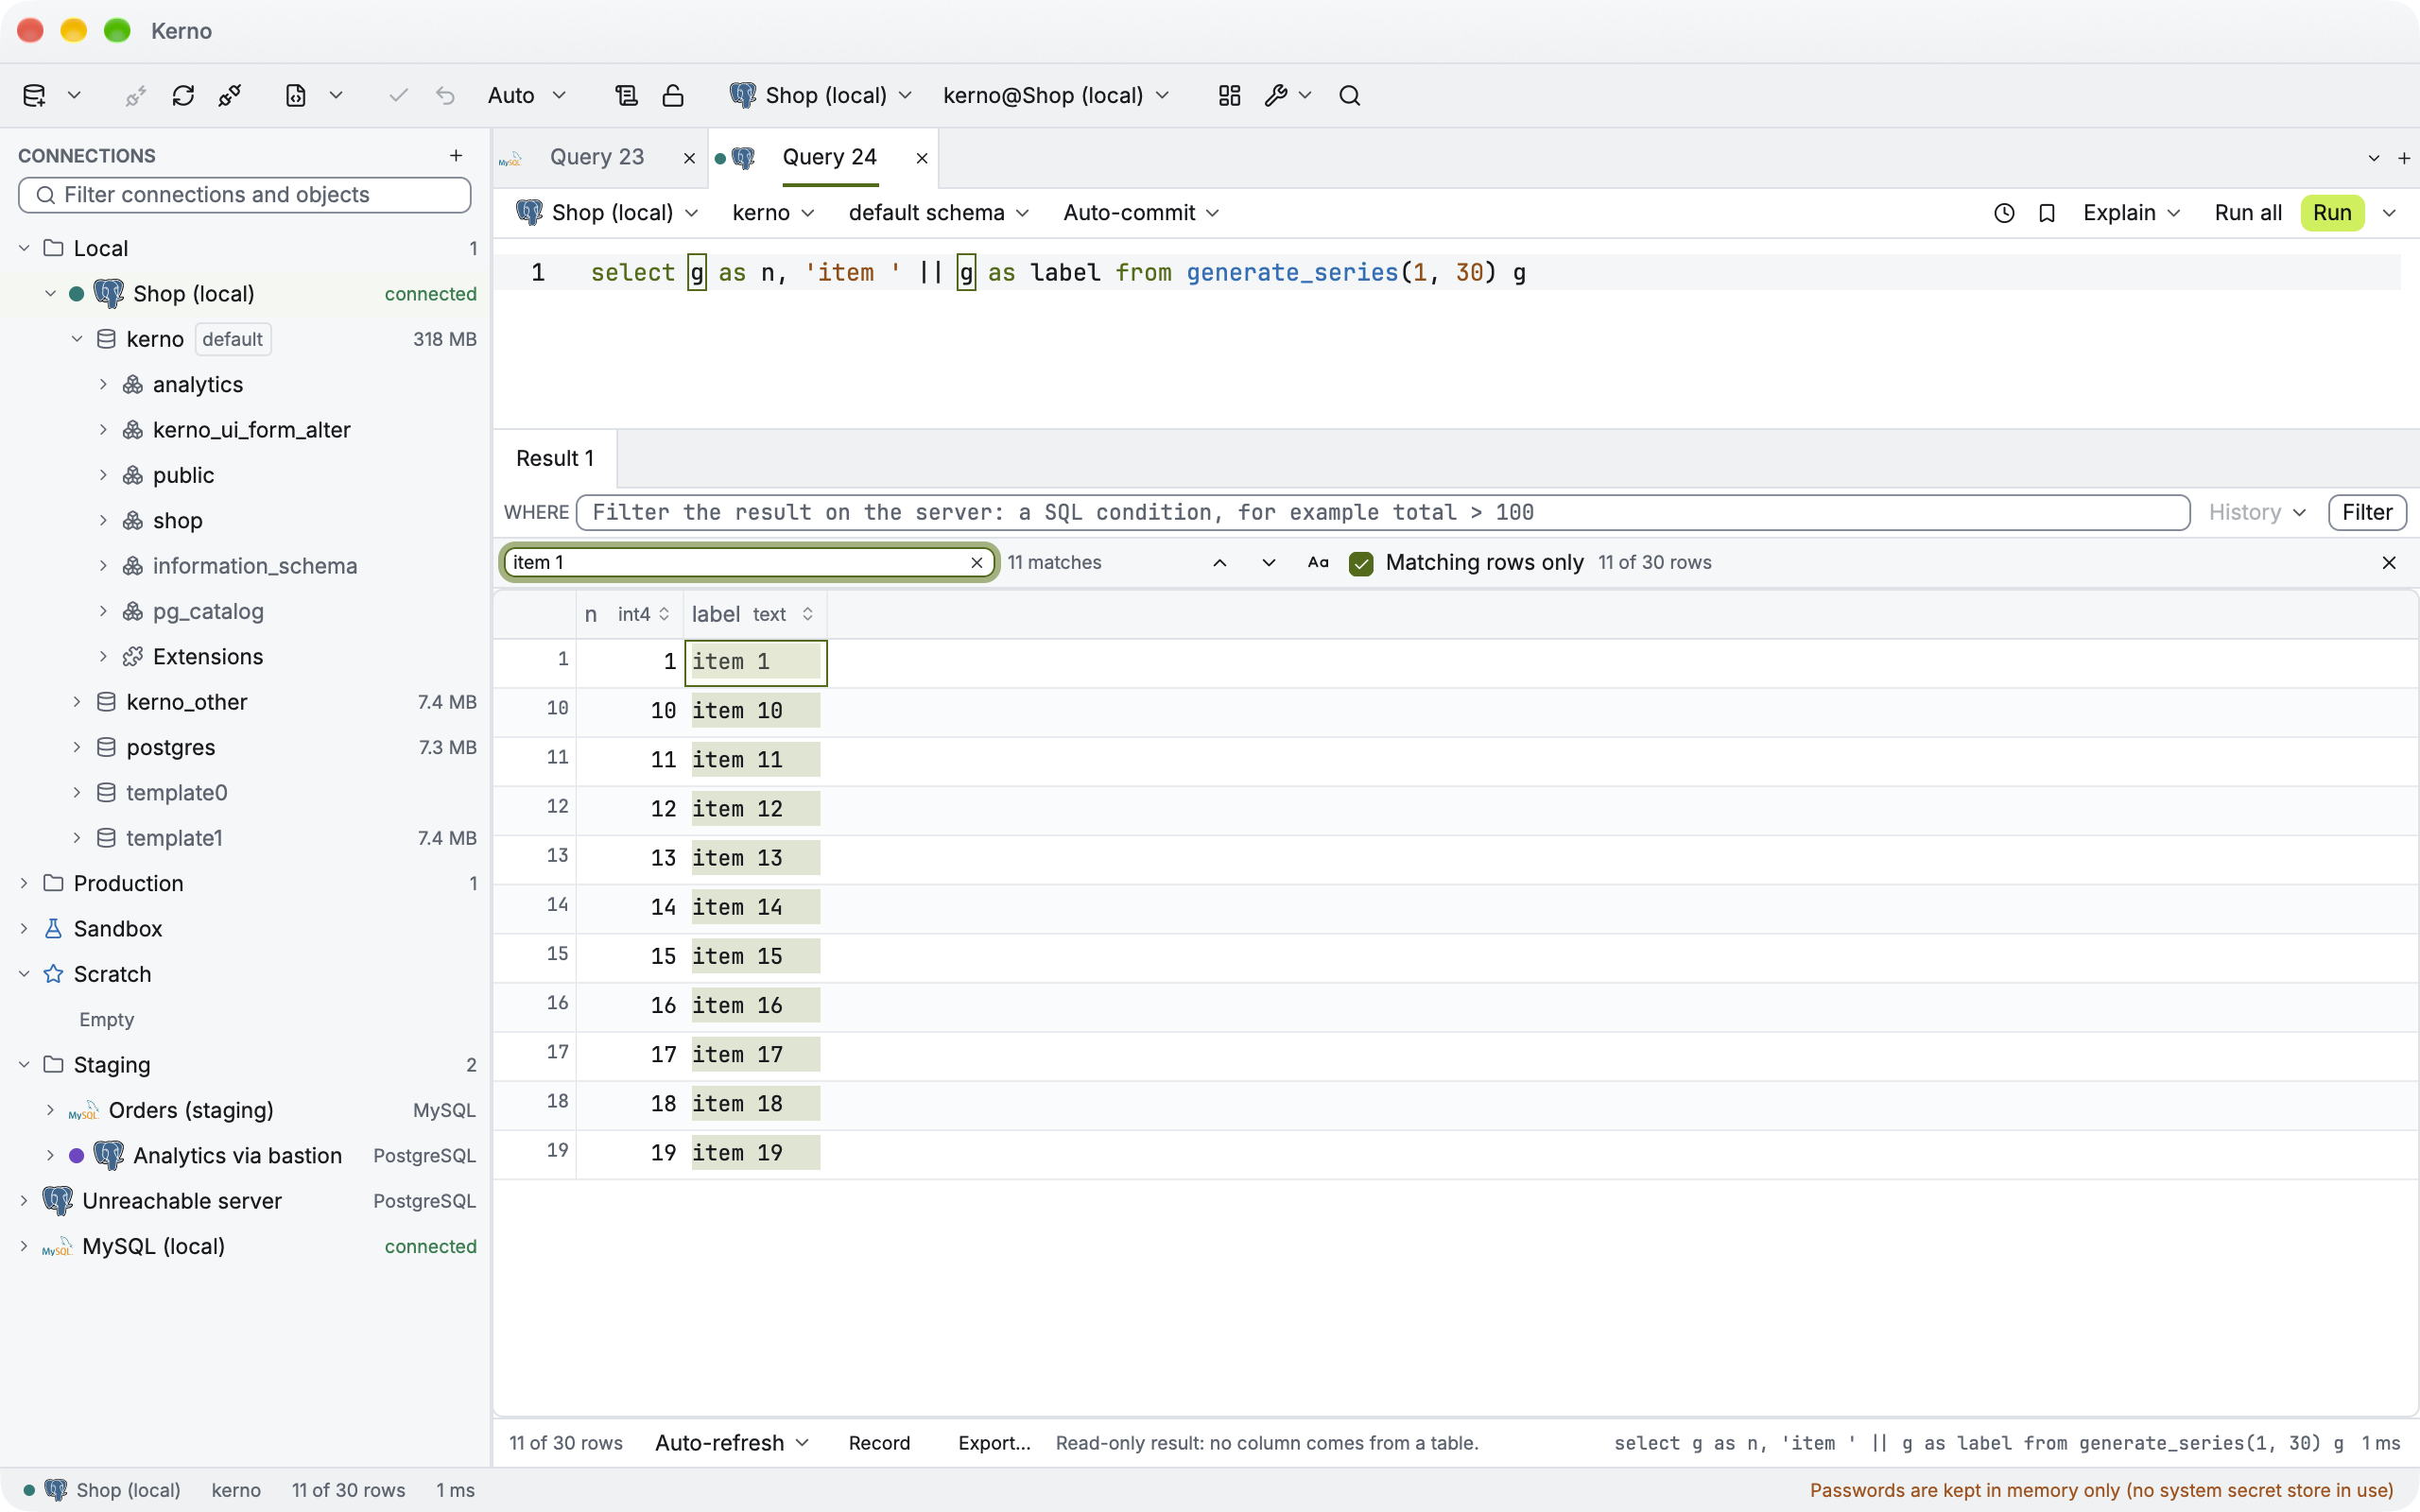 Kerno
Auto
Shop (local)
kerno@Shop (local)
CONNECTIONS
Filter connections and objects
Local 1
Shop (local) connected
kerno default 318 MB
analytics
kerno_ui_form_alter
public
shop
information_schema
pg_catalog
Extensions
kerno_other 7.4 MB
postgres 7.3 MB
template0
template1 7.4 MB
Production 1
Sandbox
Scratch
Empty
Staging 2
MySQL Orders (staging) MySQL
Analytics via bastion PostgreSQL
Unreachable server PostgreSQL
MySQL MySQL (local) connected
MySQL Query 23
Query 24
Shop (local) kerno default schema Auto-commit Explain Run all Run
1 select g as n, 'item ' || g as label from generate_series(1, 30) g
Result 1
WHERE Filter the result on the server: a SQL condition, for example total > 100 History Filter
item 1 11 matches Aa Matching rows only 11 of 30 rows
n int4 label text
1 1 item 1
10 10 item 10
11 11 item 11
12 12 item 12
13 13 item 13
14 14 item 14
15 15 item 15
16 16 item 16
17 17 item 17
18 18 item 18
19 19 item 19
11 of 30 rows Auto-refresh Record Export... Read-only result: no column comes from a table. select g as n, 'item ' || g as label from generate_series(1, 30) g 1 ms
Shop (local) kerno 11 of 30 rows 1 ms Passwords are kept in memory only (no system secret store in use)